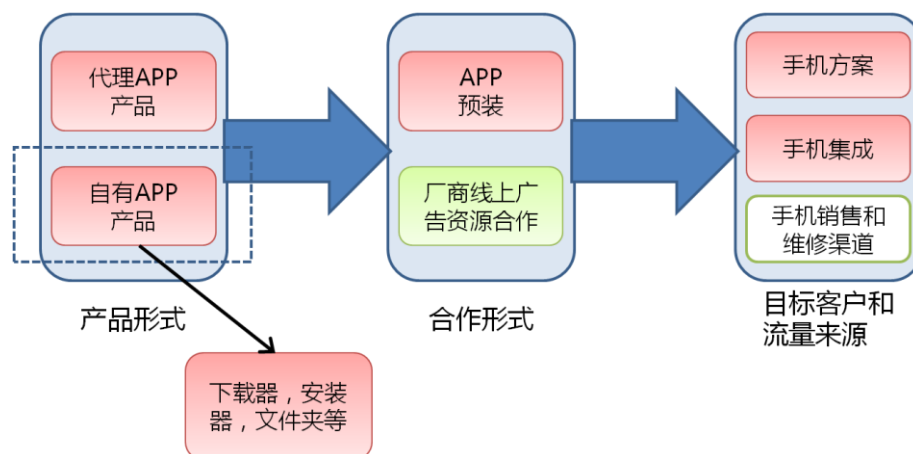 代理APP
产品
自有APP
产品
产品形式
下载器，安装
器，文件夹等
APP
预装
厂商线上广
告资源合作
合作形式
手机方案
手机集成
手机销售和
维修渠道
目标客户和
流量来源